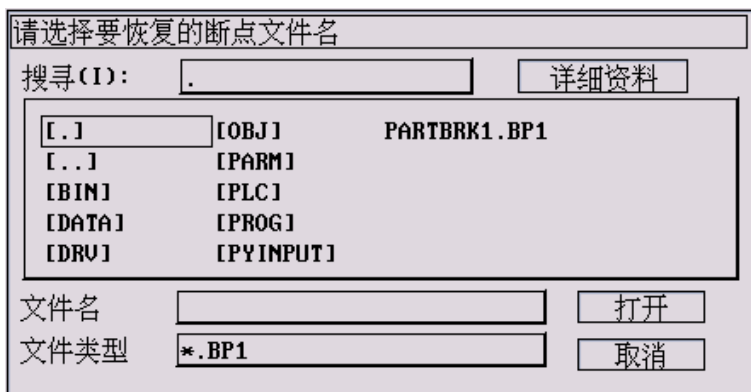 请选择要恢复的断点文件名
搜寻(I): . 详细资料
[.] [OBJ] PARTBRK1.BP1
[..] [PARM]
[BIN] [PLC]
[DATA] [PROG]
[DRV] [PYINPUT]
文件名 打开
文件类型 *.BP1 取消